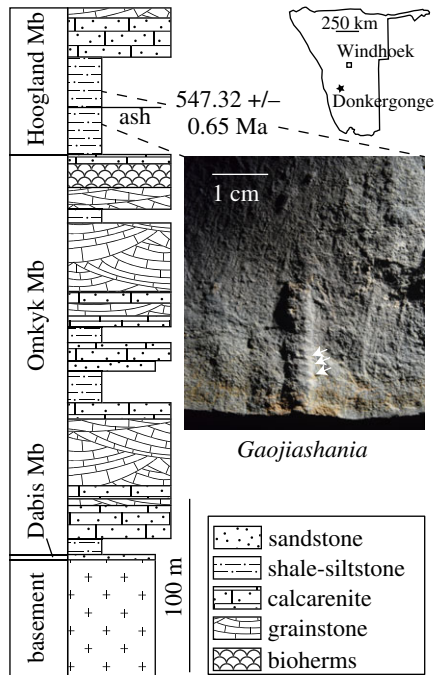 Hoogland Mb
Omkyk Mb
Dabis Mb
basement
ash
547.32 +/–
0.65 Ma
250 km
Windhoek
Donkergonge
1 cm
Gaojiashania
100 m
sandstone
shale-siltstone
calcarenite
grainstone
bioherms